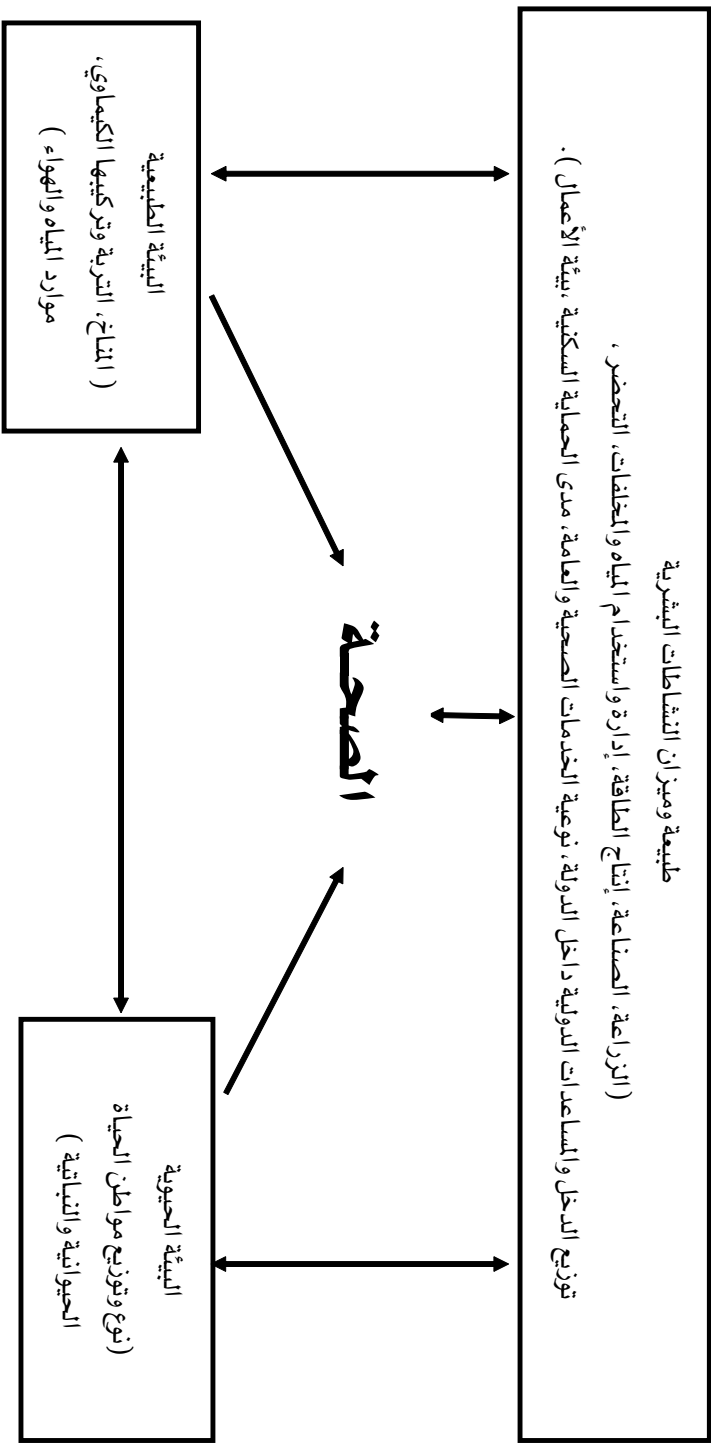 طبيعة وميزان النشاطات البشرية
(الزراعة، الصناعة، إنتاج الطاقة، إدارة واستخدام المياه والمخلفات، التحضر ،
توزيع الدخل والمساعدات الدولية داخل الدولة، نوعية الخدمات الصحية والعامة، مدى الحماية السكنية ،بيئة الأعمال ).
الصحة
البيئة الطبيعية
( المناخ، التربة وتركيبها الكيماوي،
موارد المياه والهواء )
البيئة الحيوية
(نوع وتوزيع مواطن الحياة
الحيوانية والنباتية )